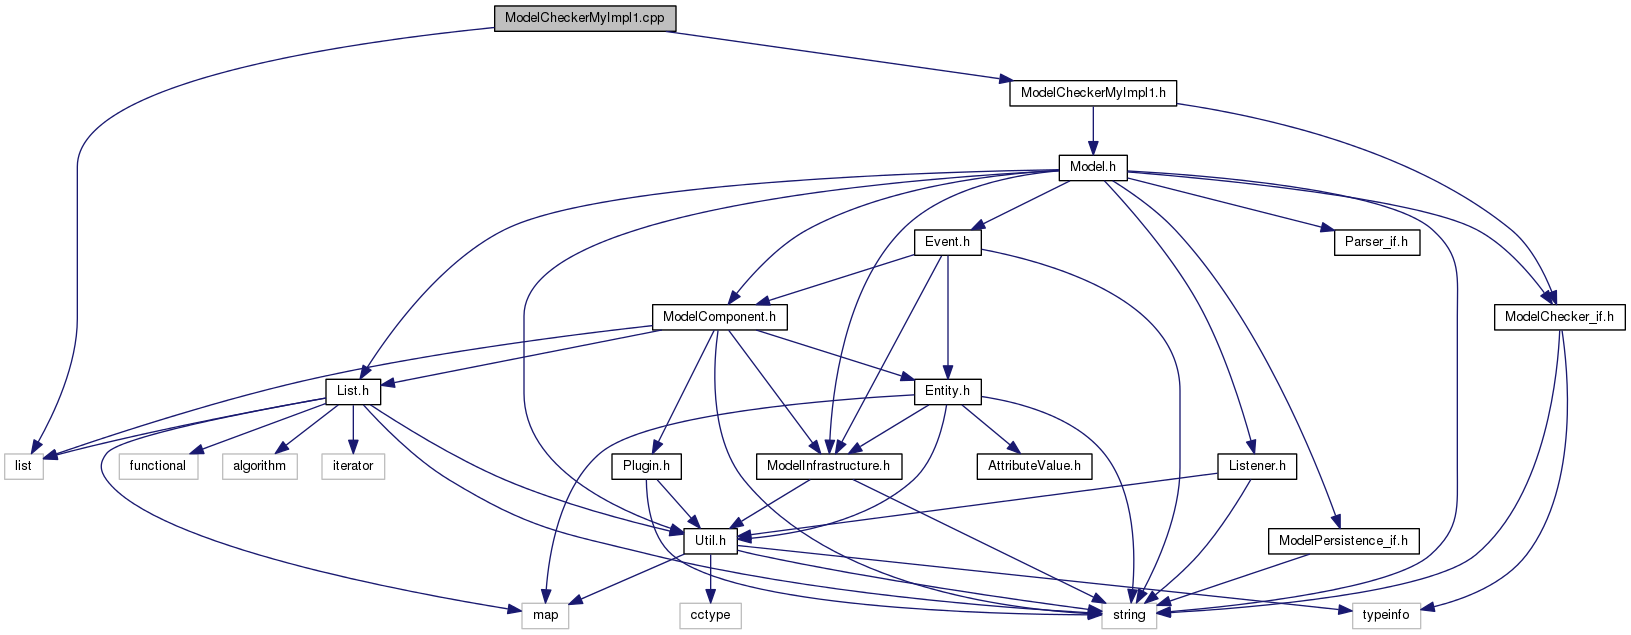 ModelCheckerMyImpl1.cpp
ModelCheckerMyImpl1.h
Model.h
Event.h
Parser_if.h
ModelComponent.h
ModelChecker_if.h
List.h
Entity.h
list
functional
algorithm
iterator
Plugin.h
ModelInfrastructure.h
AttributeValue.h
Listener.h
Util.h
ModelPersistence_if.h
map
cctype
string
typeinfo